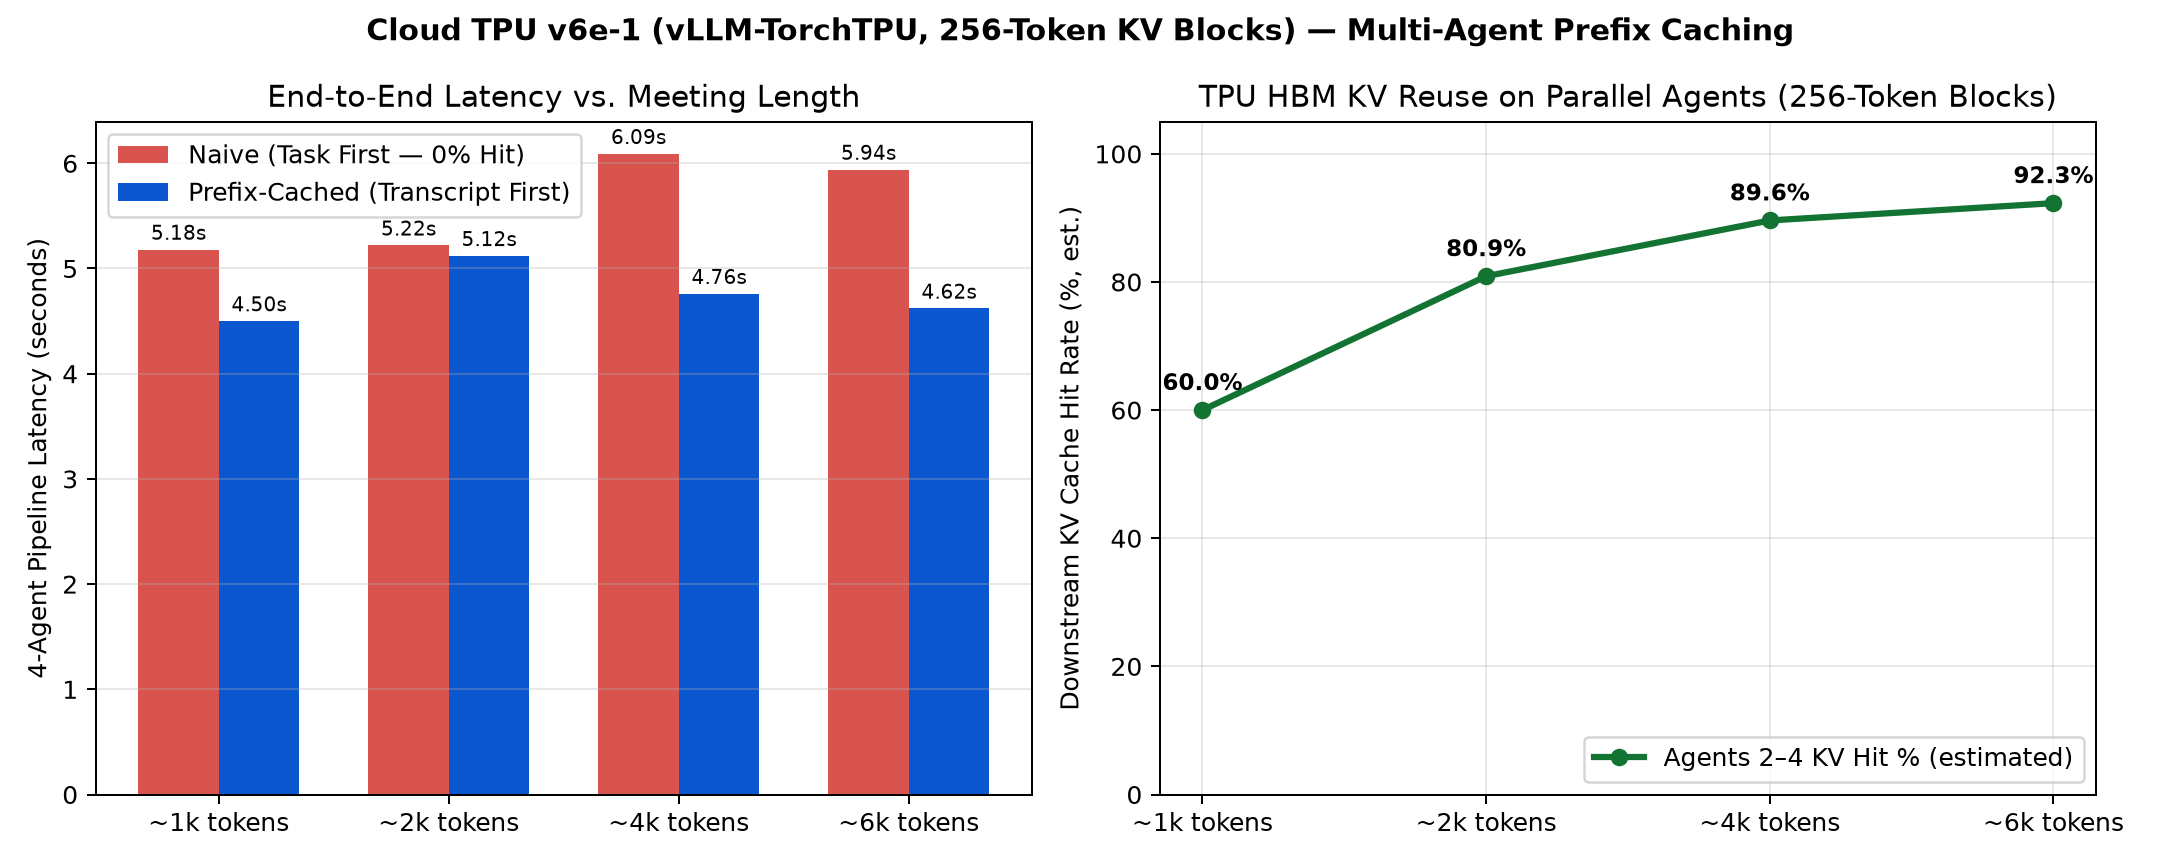 Cloud TPU v6e-1 (vLLM-TorchTPU, 256-Token KV Blocks) — Multi-Agent Prefix Caching
End-to-End Latency vs. Meeting Length
4-Agent Pipeline Latency (seconds)
6
5
4
3
2
1
0
Naive (Task First — 0% Hit)
Prefix-Cached (Transcript First)
5.18s
4.50s
5.22s
5.12s
6.09s
4.76s
5.94s
4.62s
~1k tokens
~2k tokens
~4k tokens
~6k tokens
TPU HBM KV Reuse on Parallel Agents (256-Token Blocks)
Downstream KV Cache Hit Rate (%, est.)
100
80
60
40
20
0
60.0%
80.9%
89.6%
92.3%
Agents 2–4 KV Hit % (estimated)
~1k tokens
~2k tokens
~4k tokens
~6k tokens